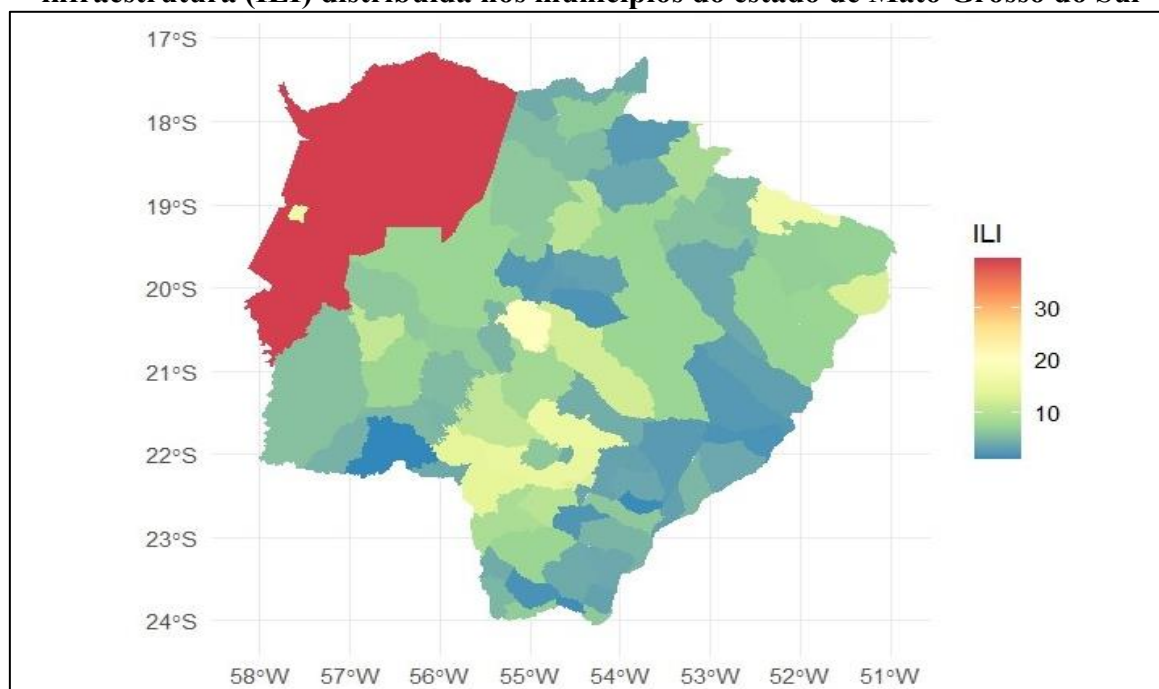 infraestrutura (ILI) distribuída nos municípios do estado de Mato Grosso do Sul
17°S
18°S
19°S
20°S
21°S
22°S
23°S
24°S
58°W 57°W 56°W 55°W 54°W 53°W 52°W 51°W
ILI
30
20
10